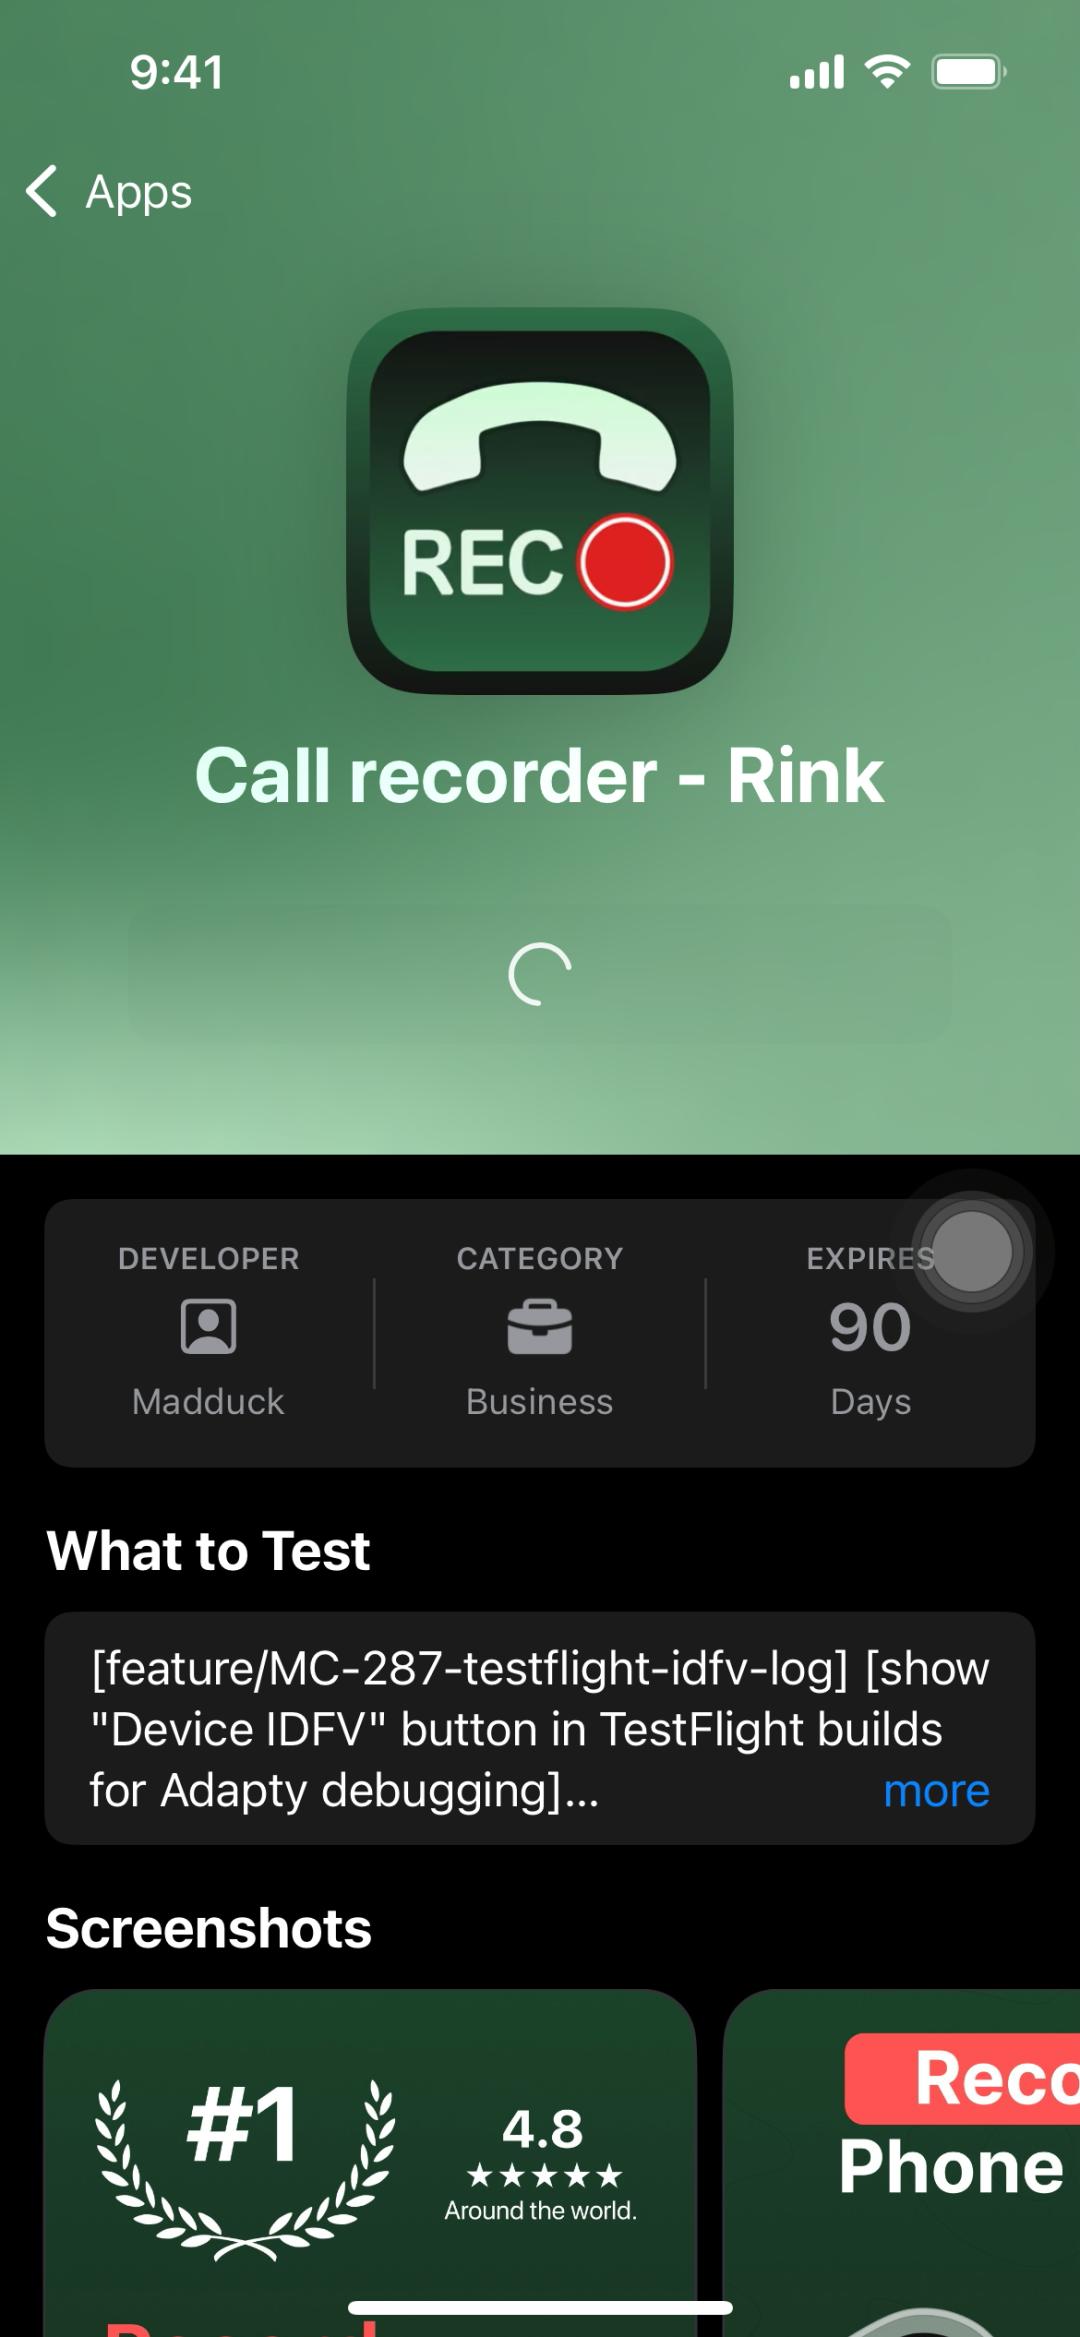 9:41
Apps
REC
Call recorder - Rink
DEVELOPER
Madduck
CATEGORY
Business
EXPIRES
90
Days
What to Test
[feature/MC-287-testflight-idfv-log] [show
"Device IDFV" button in TestFlight builds
for Adapty debugging]... more
Screenshots
#1
4.8
Around the world.
Record
Reco
Phone